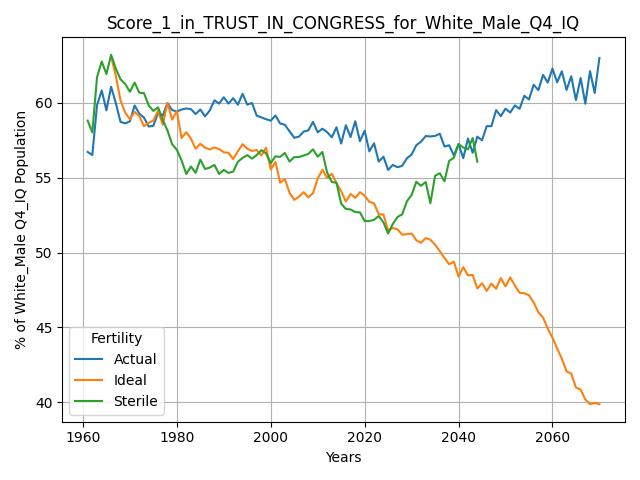 Score_1_in_TRUST_IN_CONGRESS_for_White_Male_Q4_IQ
% of White_Male Q4_IQ Population
60
55
50
45
40
Fertility
Actual
Ideal
Sterile
1960
1980
2000
2020
2040
2060
Years